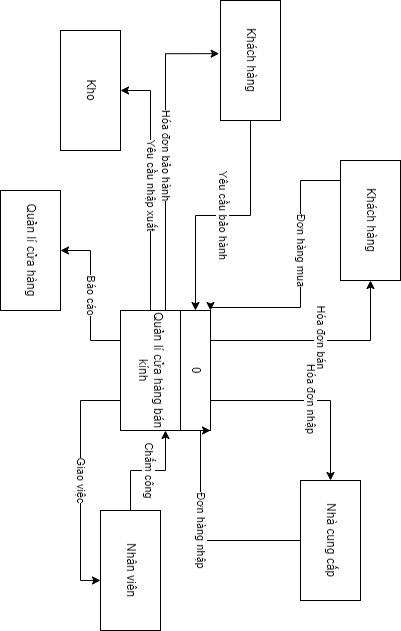 Khách hàng
Nhà cung cấp
Hóa đơn bán
Hóa đơn nhập
Đơn hàng mua
Khách hàng
Yêu cầu bảo hành
Đơn hàng nhập
0
Hóa đơn bảo hành
Quản lí cửa hàng bán
kính
Yêu cầu nhập xuất
Chấm công
Nhân viên
Kho
Báo cáo
Giao việc
Quản lí cửa hàng